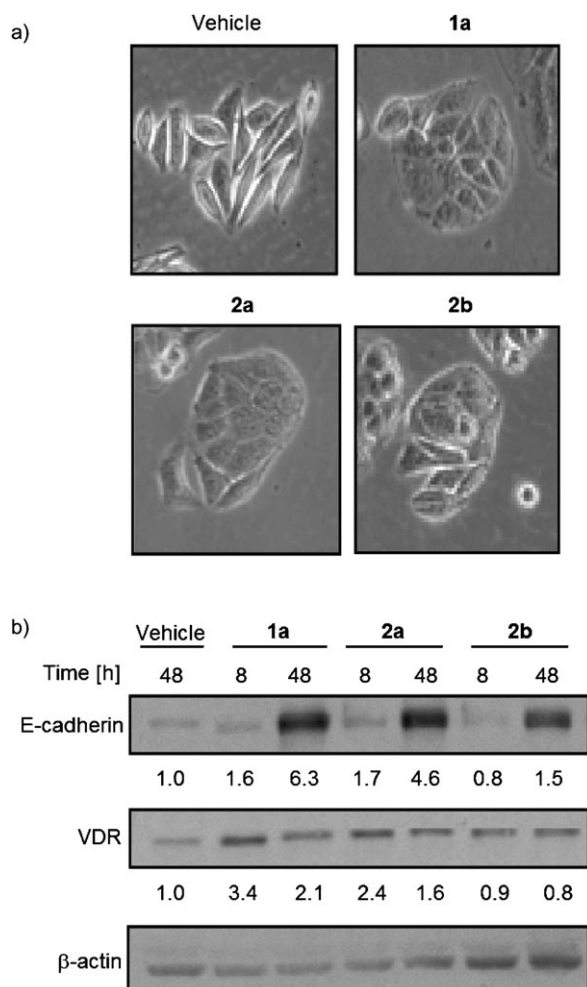 a)
Vehicle 1a
2a 2b
b)
Vehicle 1a 2a 2b
Time [h] 48 8 48 8 48 8 48
E-cadherin
1.0 1.6 6.3 1.7 4.6 0.8 1.5
VDR
1.0 3.4 2.1 2.4 1.6 0.9 0.8
β-actin